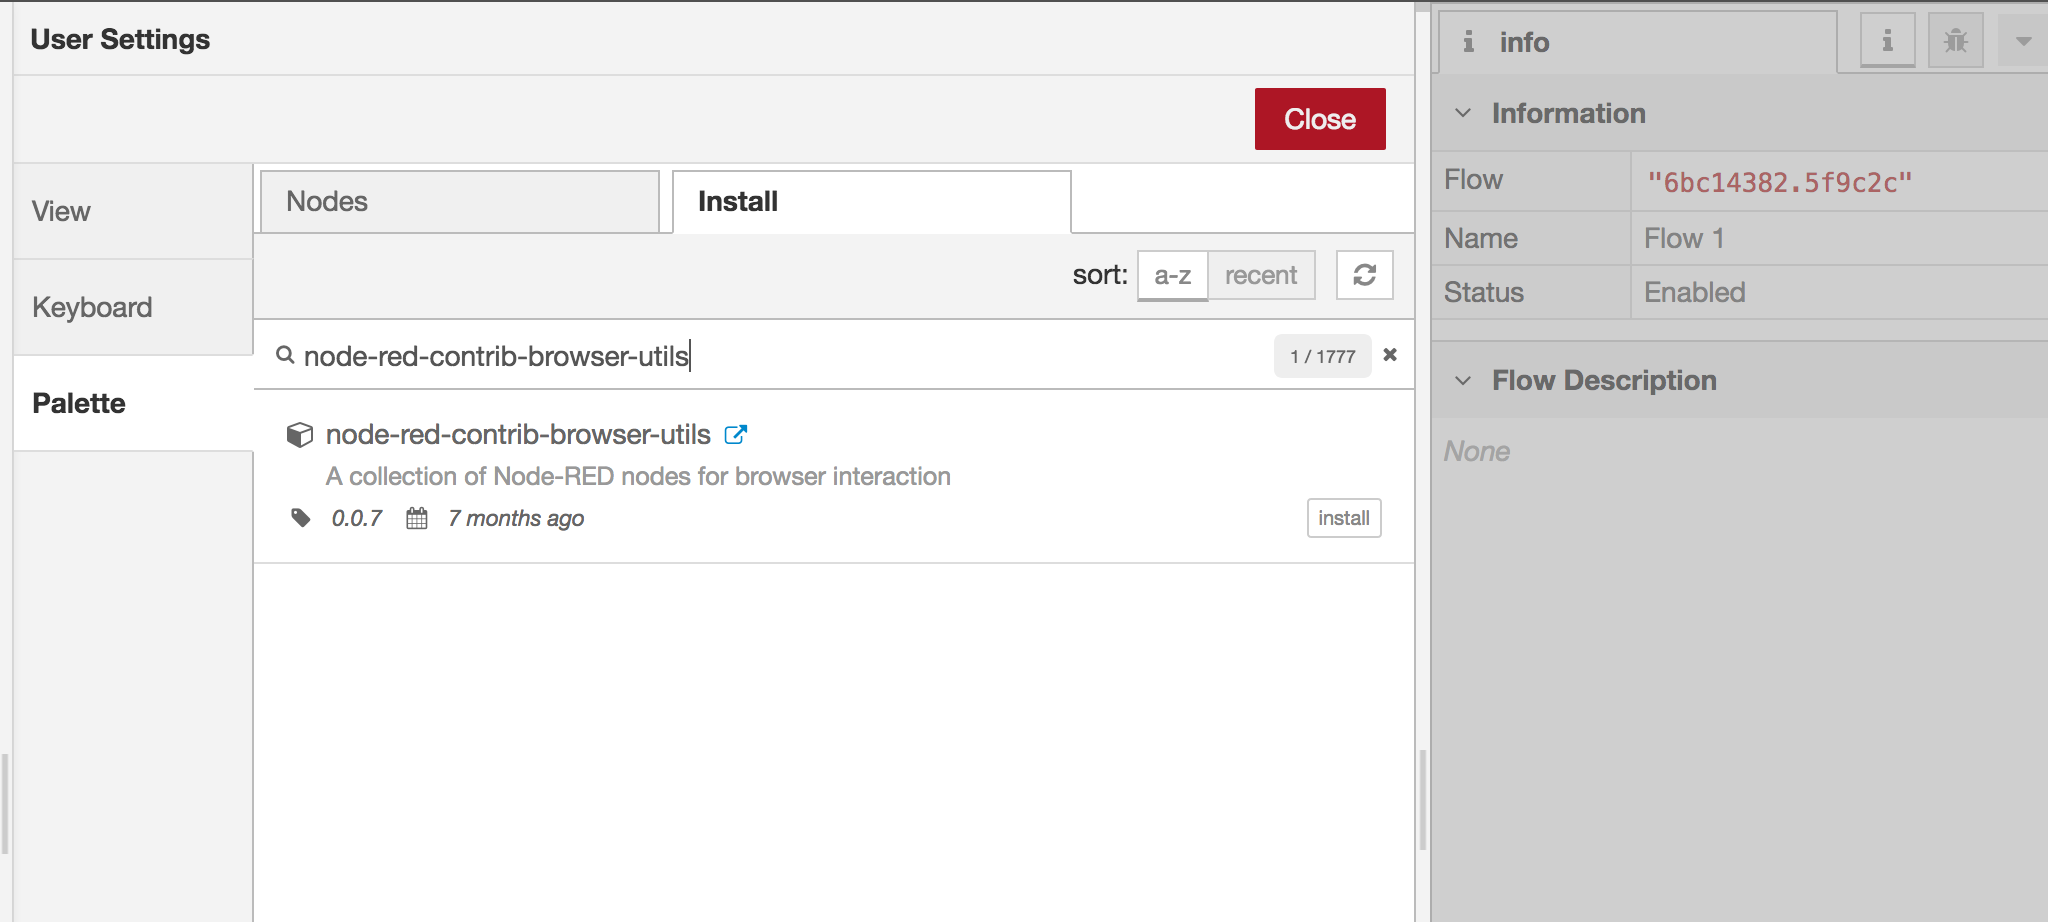 User Settings
Close
View
Keyboard
Palette
Nodes
Install
sort: a-z recent
node-red-contrib-browser-utils
1 / 1777
node-red-contrib-browser-utils
A collection of Node-RED nodes for browser interaction
0.0.7 7 months ago
install
info
Information
Flow "6bc14382.5f9c2c"
Name Flow 1
Status Enabled
Flow Description
None